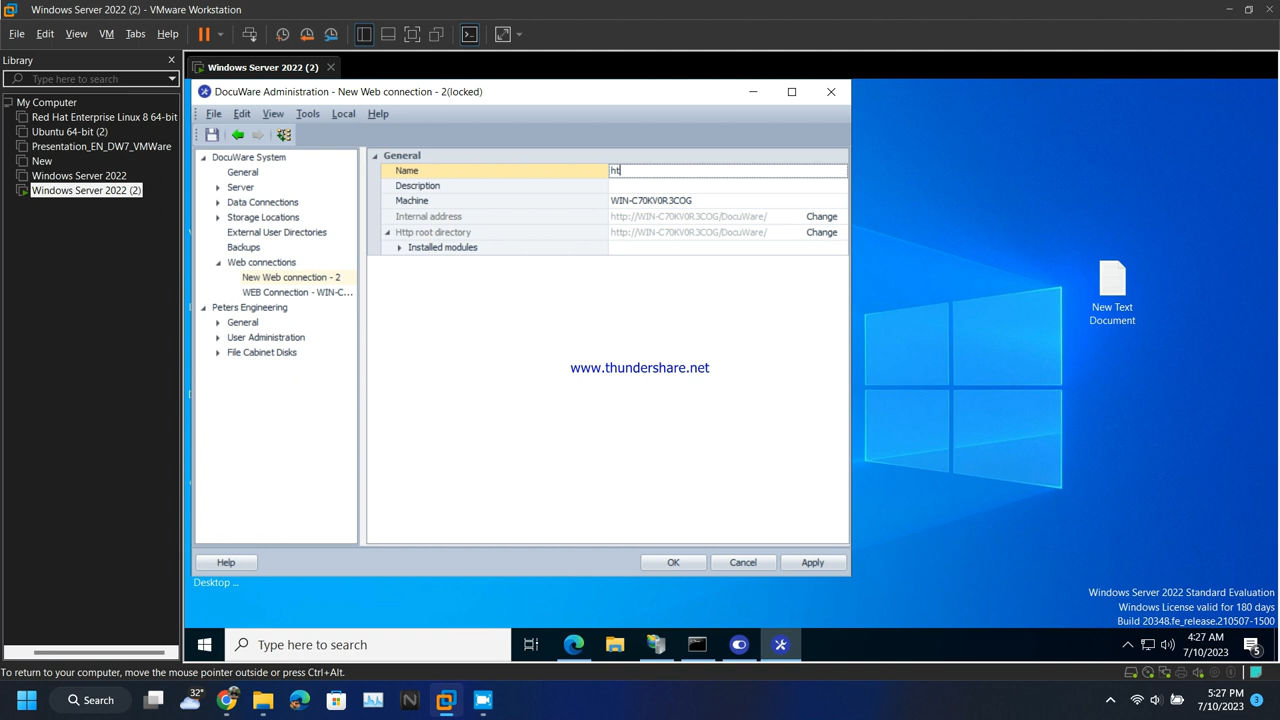 Windows Server 2022 (2) - VMware Workstation
File Edit View VM Tabs Help
Library
Type here to search
My Computer
Red Hat Enterprise Linux 8 64-bit
Ubuntu 64-bit (2)
Presentation_EN_DW7_VMWare
New
Windows Server 2022
Windows Server 2022 (2)
Windows Server 2022 (2)
DocuWare Administration - New Web connection - 2(locked)
File Edit View Tools Local Help
DocuWare System
General
Server
Data Connections
Storage Locations
External User Directories
Backups
Web connections
New Web connection - 2
WEB Connection - WIN-C...
Peters Engineering
General
User Administration
File Cabinet Disks
General
Name ht
Description
Machine WIN-C70KV0R3COG
Internal address http://WIN-C70KV0R3COG/DocuWare/ Change
Http root directory http://WIN-C70KV0R3COG/DocuWare/ Change
Installed modules
www.thundershare.net
Help OK Cancel Apply
Desktop ...
New Text
Document
Windows Server 2022 Standard Evaluation
Windows License valid for 180 days
Build 20348.fe_release.210507-1500
Type here to search
4:27 AM
7/10/2023
5
To return to your computer, move the mouse pointer outside or press Ctrl+Alt.
Search
32°
N
5:27 PM
7/10/2023
3